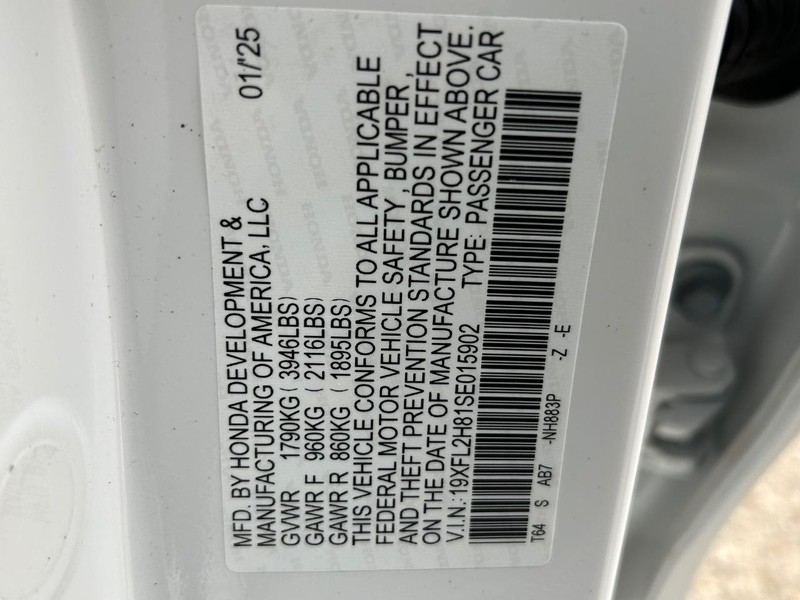 01/'25
MFD. BY HONDA DEVELOPMENT &
MANUFACTURING OF AMERICA, LLC
GVWR 1790KG ( 3946LBS)
GAWR F 960KG ( 2116LBS)
GAWR R 860KG ( 1895LBS)
THIS VEHICLE CONFORMS TO ALL APPLICABLE
FEDERAL MOTOR VEHICLE SAFETY, BUMPER,
AND THEFT PREVENTION STANDARDS IN EFFECT
ON THE DATE OF MANUFACTURE SHOWN ABOVE.
V.I.N.: 19XFL2H81SE015902 TYPE: PASSENGER CAR
T64 S AB7 -NH883P -Z -E